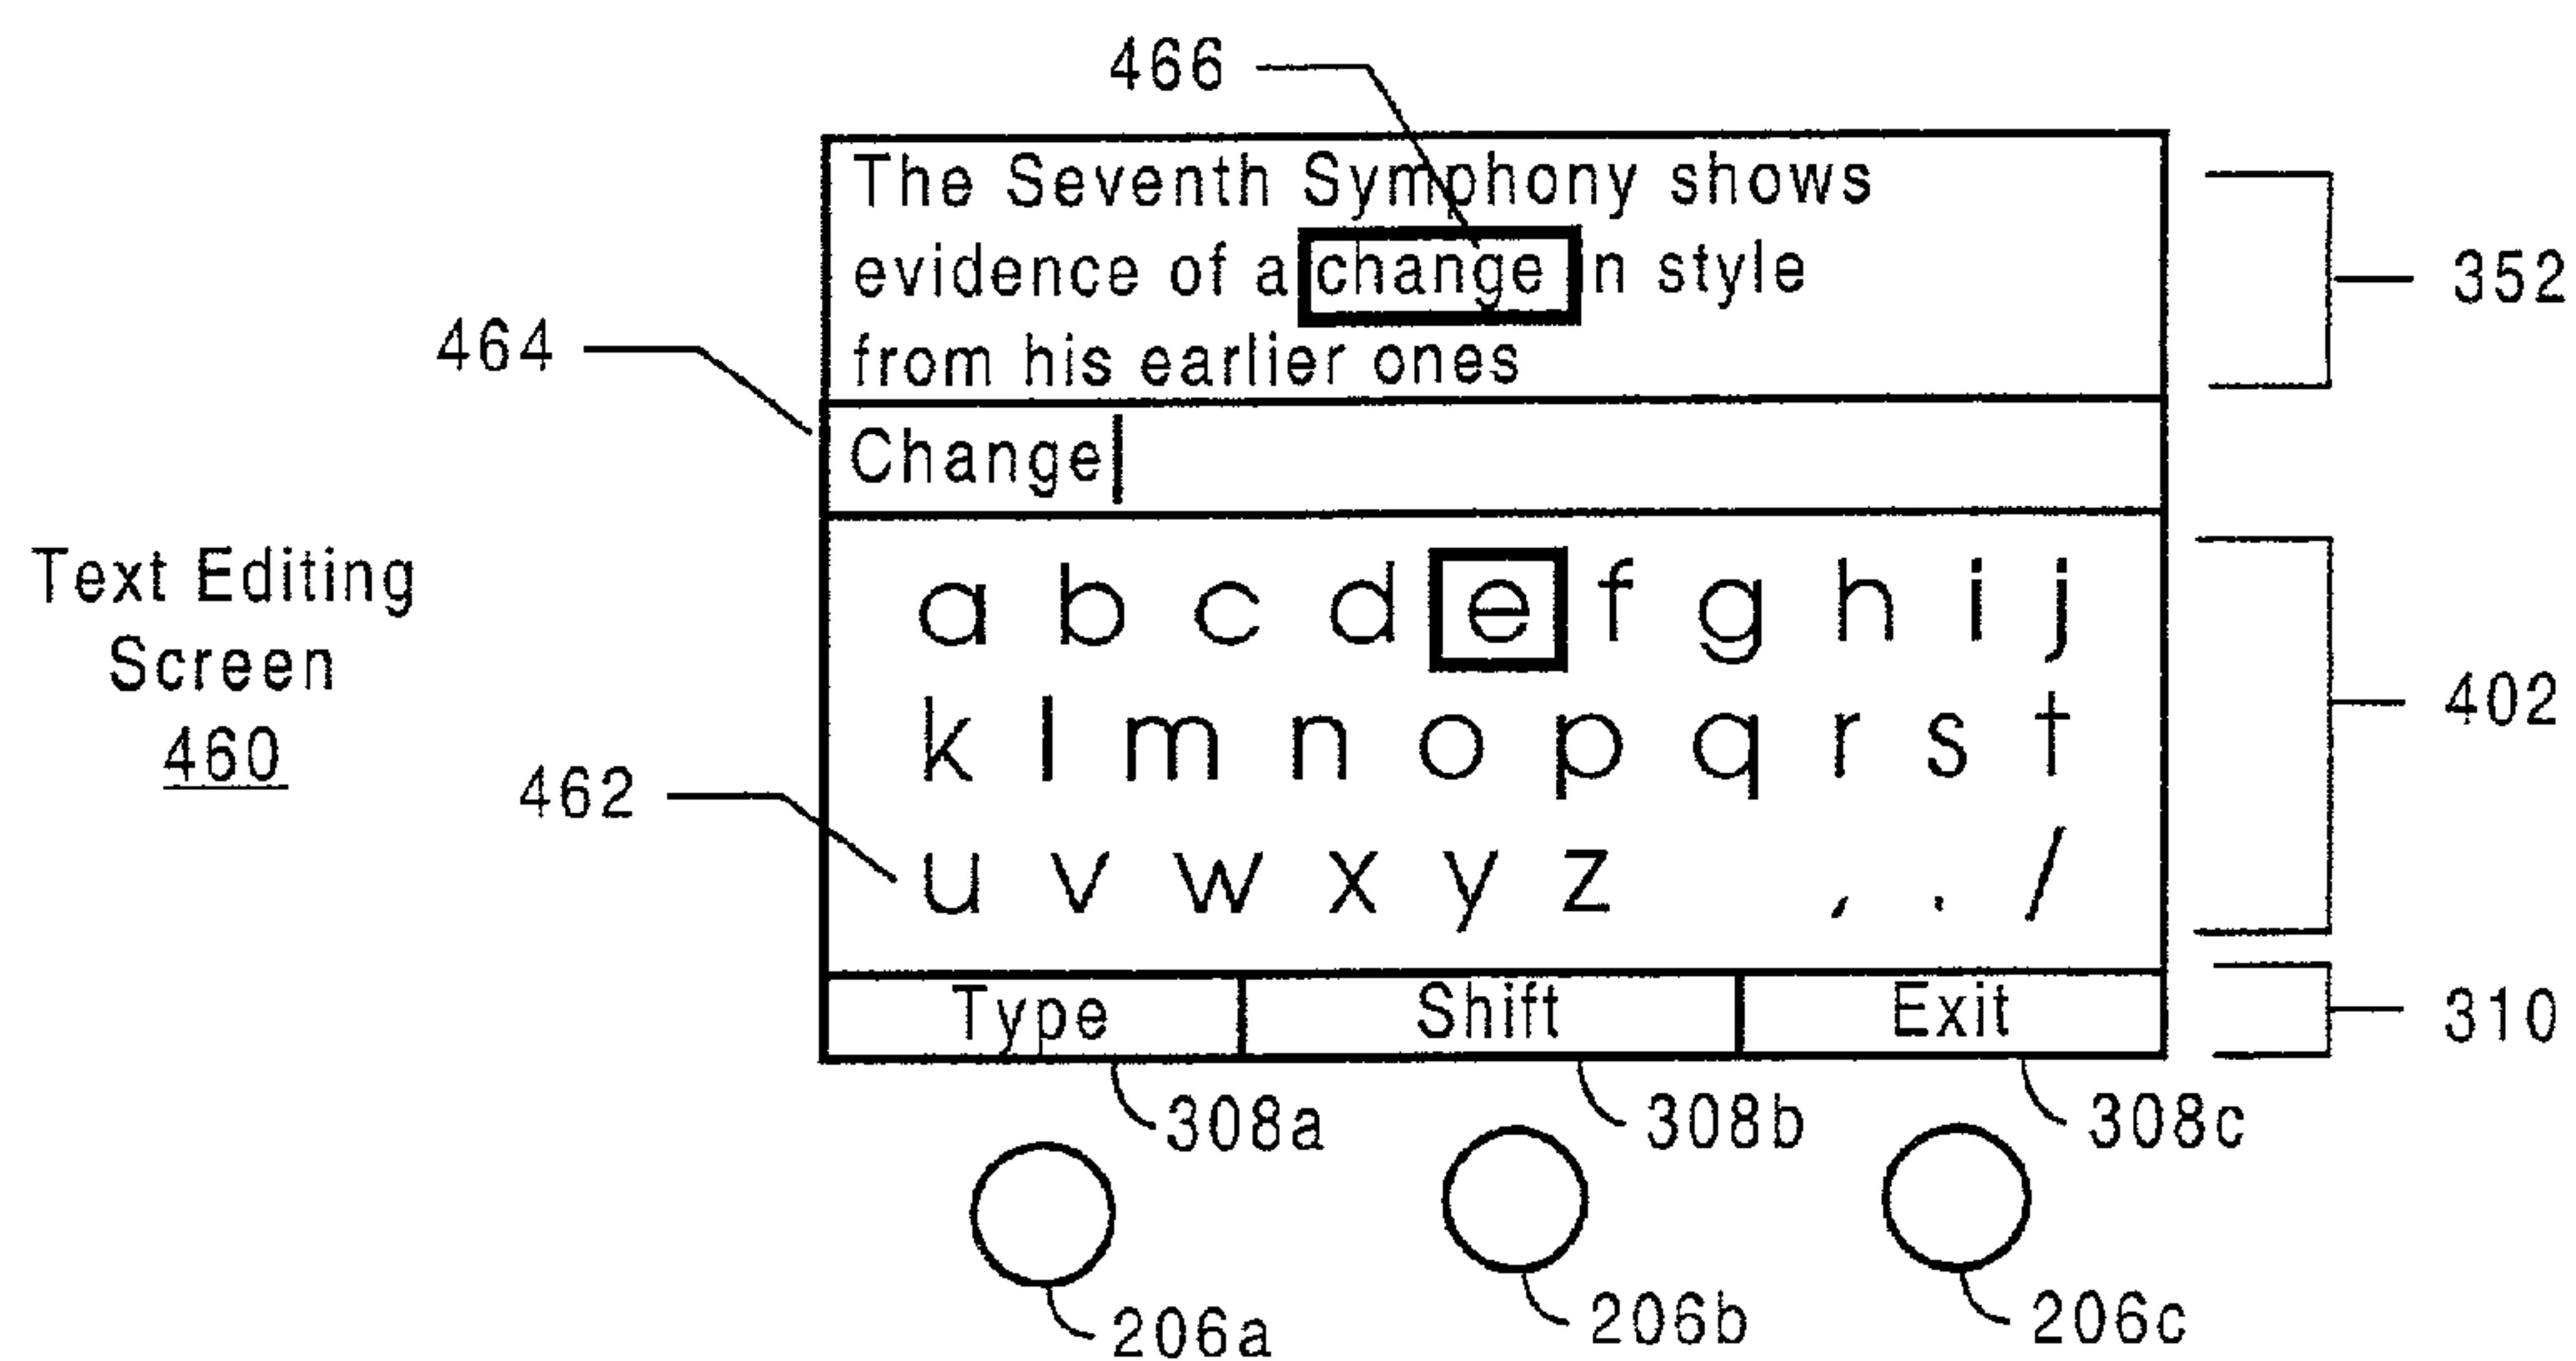 466
The Seventh Symphony shows
evidence of a change in style
from his earlier ones
352
464
Change
Text Editing
Screen
460
a b c d e f g h i j
k l m n o p q r s t
u v w x y z , . /
402
462
Type Shift Exit
310
308a 308b 308c
206a 206b 206c